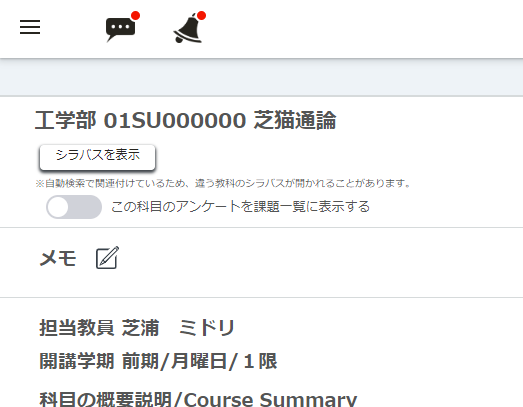 工学部 01SU000000 芝猫通論
シラバスを表示
※自動検索で関連付けているため、違う教科のシラバスが開かれることがあります。
この科目のアンケートを課題一覧に表示する
メモ
担当教員 芝浦　ミドリ
開講学期 前期/月曜日/１限
科目の概要説明/Course Summary